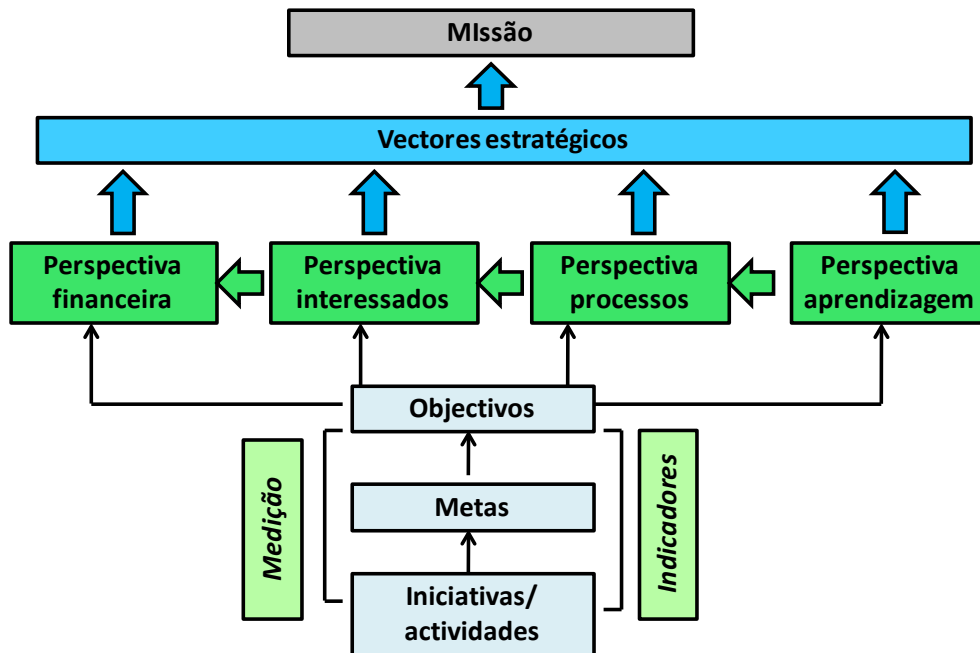 MIssão
Vectores estratégicos
Perspectiva
financeira
Perspectiva
interessados
Perspectiva
processos
Perspectiva
aprendizagem
Objectivos
Medição
Metas
Indicadores
Iniciativas/
actividades